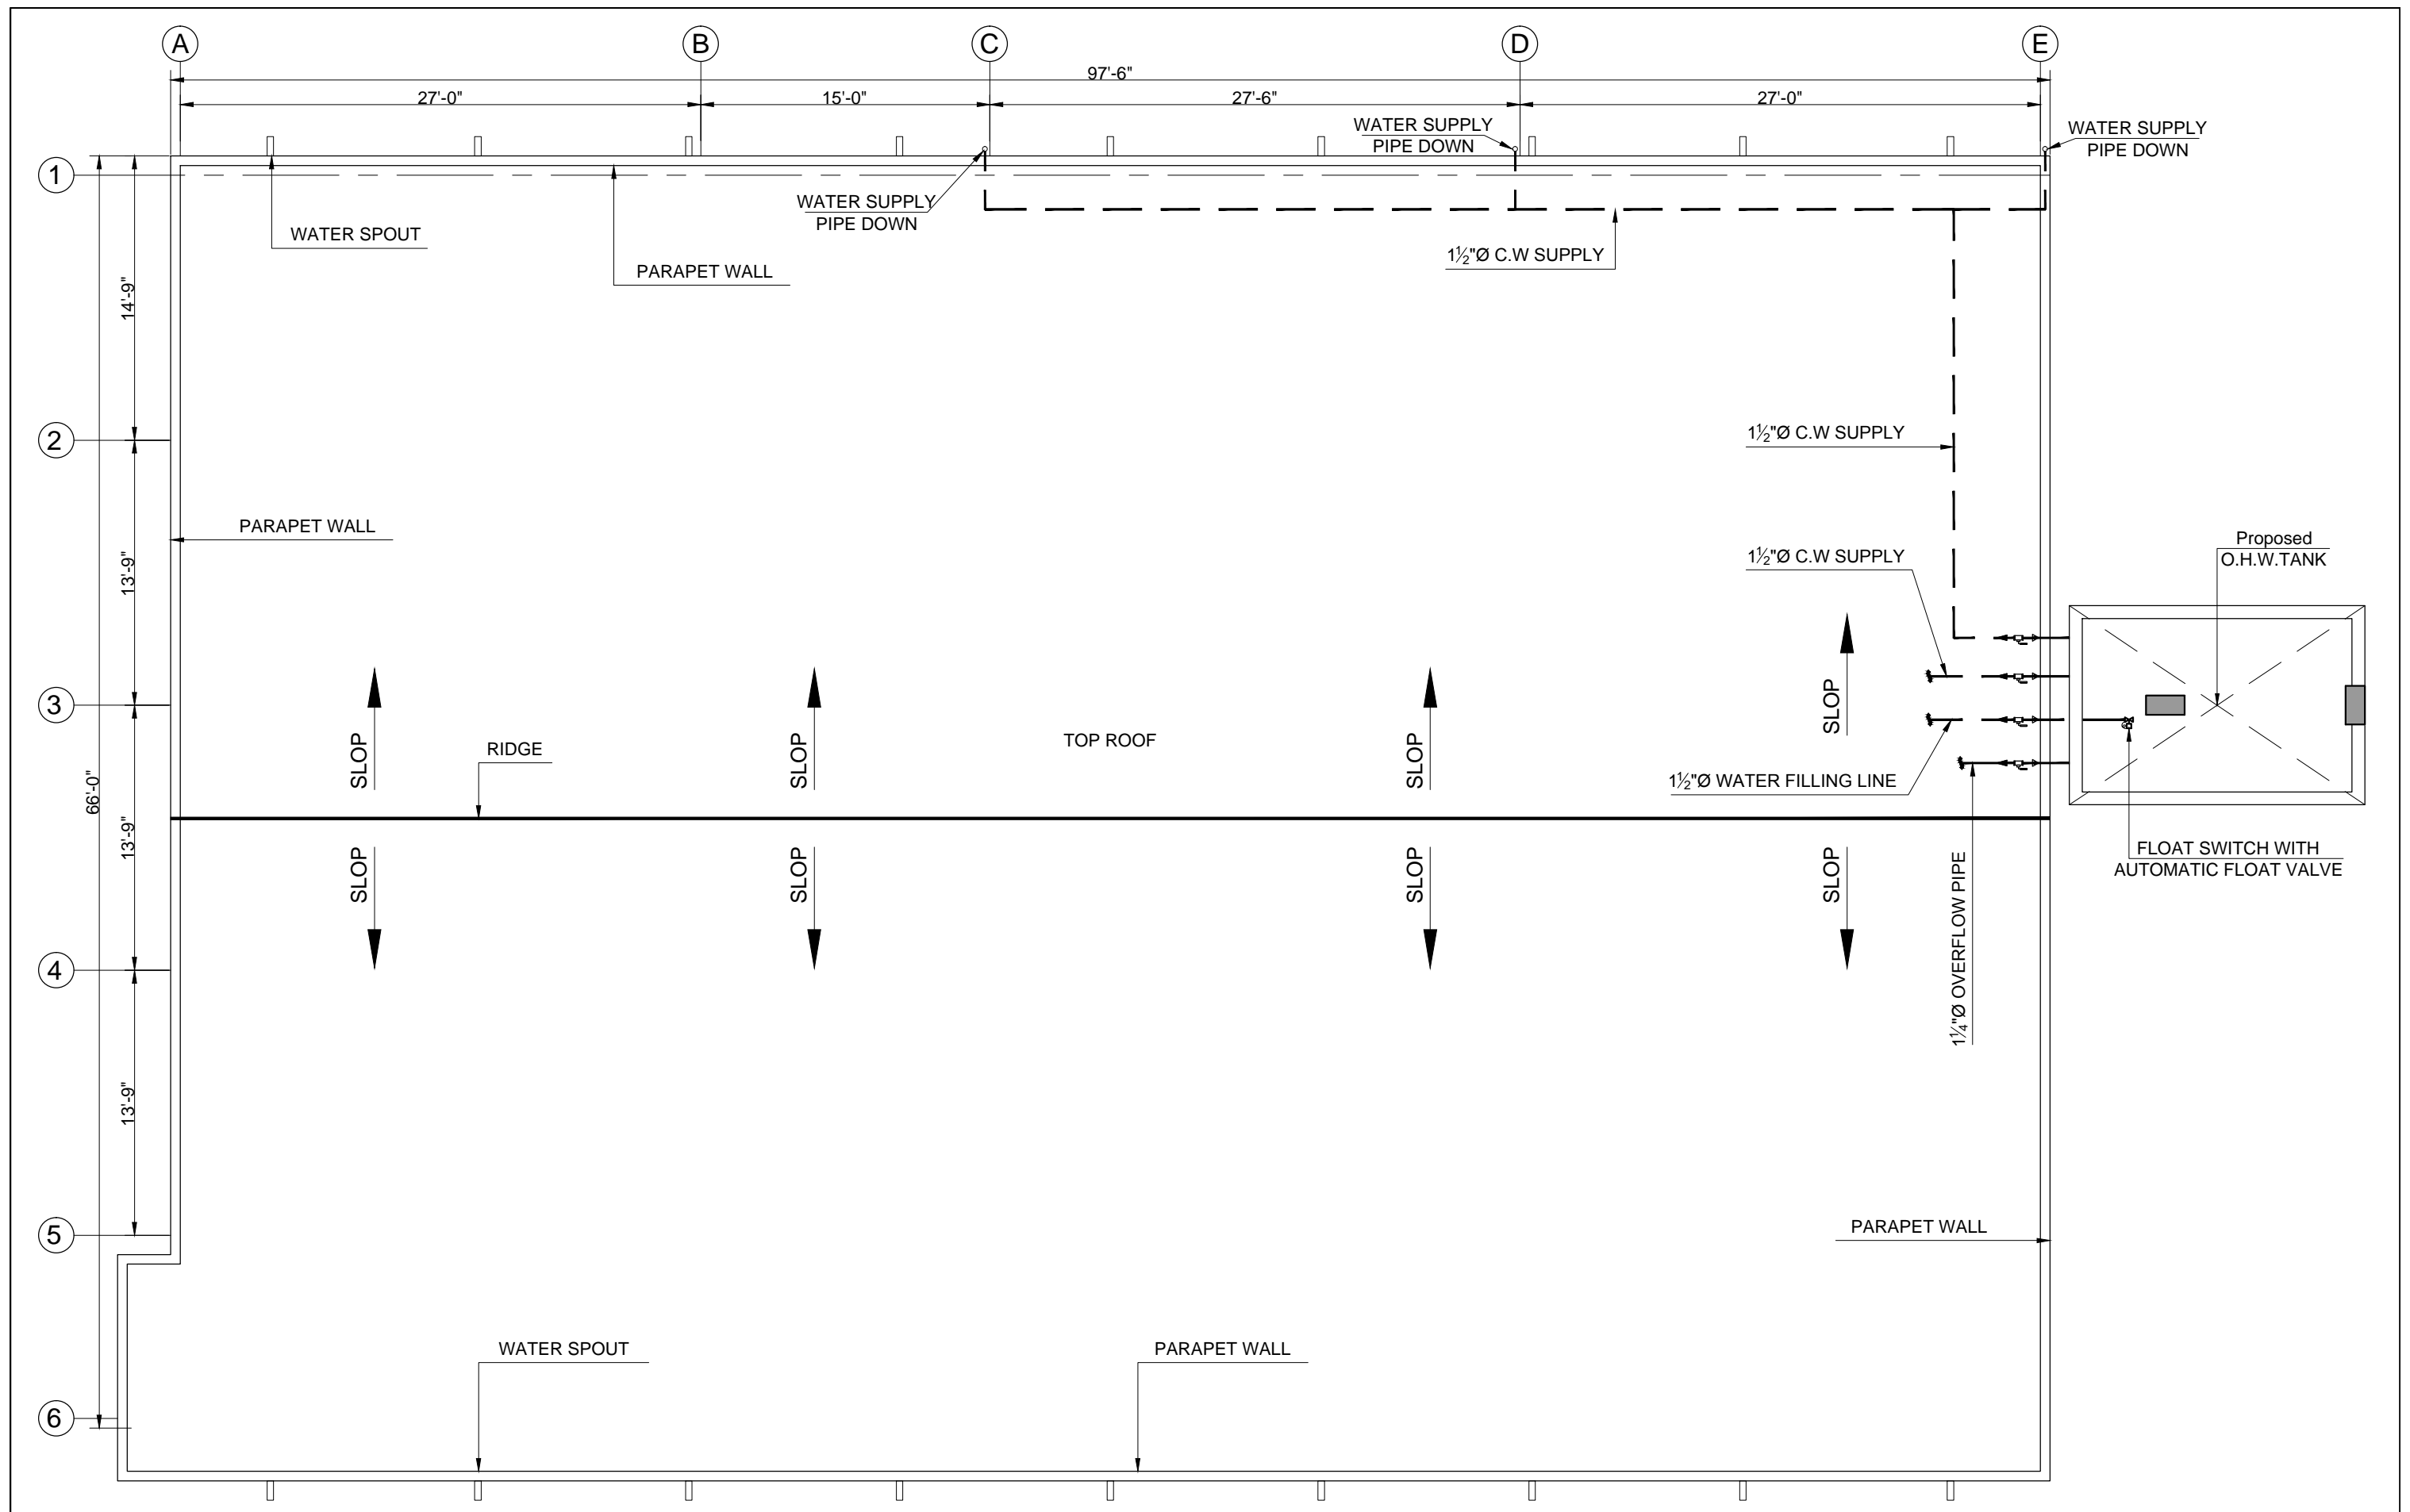 A
B
C
D
E
97'-6"
27'-0"
15'-0"
27'-6"
27'-0"
WATER SUPPLY
PIPE DOWN
WATER SUPPLY
PIPE DOWN
1
WATER SUPPLY
PIPE DOWN
WATER SPOUT
1½"Ø C.W SUPPLY
PARAPET WALL
14'-9"
2
1½"Ø C.W SUPPLY
PARAPET WALL
Proposed
O.H.W.TANK
1½"Ø C.W SUPPLY
13'-9"
3
SLOP
SLOP
SLOP
SLOP
RIDGE
TOP ROOF
1½"Ø WATER FILLING LINE
66'-0"
13'-9"
SLOP
SLOP
SLOP
SLOP
FLOAT SWITCH WITH
AUTOMATIC FLOAT VALVE
1¼"Ø OVERFLOW PIPE
4
13'-9"
5
PARAPET WALL
WATER SPOUT
PARAPET WALL
6